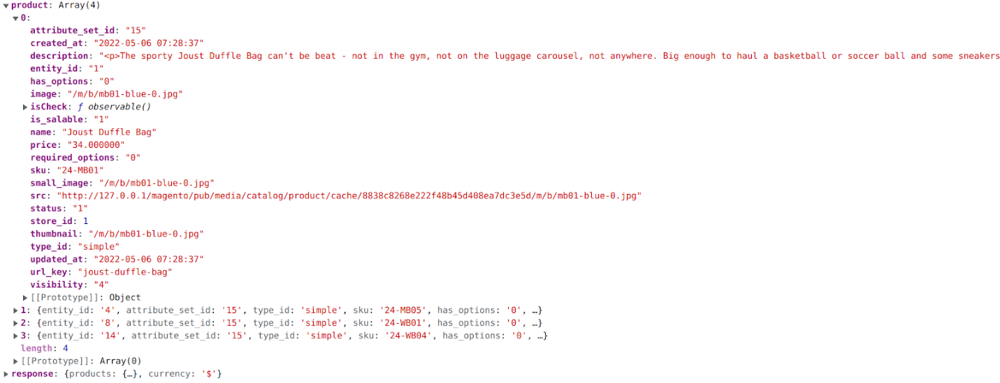 product: Array(4)
0:
attribute_set_id: "15"
created_at: "2022-05-06 07:28:37"
description: "<p>The sporty Joust Duffle Bag can't be beat - not in the gym, not on the luggage carousel, not anywhere. Big enough to haul a basketball or soccer ball and some sneakers
entity_id: "1"
has_options: "0"
image: "/m/b/mb01-blue-0.jpg"
isCheck: ƒ observable()
is_salable: "1"
name: "Joust Duffle Bag"
price: "34.000000"
required_options: "0"
sku: "24-MB01"
small_image: "/m/b/mb01-blue-0.jpg"
src: "http://127.0.0.1/magento/pub/media/catalog/product/cache/8838c8268e222f48b45d408ea7dc3e5d/m/b/mb01-blue-0.jpg"
status: "1"
store_id: 1
thumbnail: "/m/b/mb01-blue-0.jpg"
type_id: "simple"
updated_at: "2022-05-06 07:28:37"
url_key: "joust-duffle-bag"
visibility: "4"
[[Prototype]]: Object
1: {entity_id: '4', attribute_set_id: '15', type_id: 'simple', sku: '24-MB05', has_options: '0', …}
2: {entity_id: '8', attribute_set_id: '15', type_id: 'simple', sku: '24-WB01', has_options: '0', …}
3: {entity_id: '14', attribute_set_id: '15', type_id: 'simple', sku: '24-WB04', has_options: '0', …}
length: 4
[[Prototype]]: Array(0)
response: {products: {…}, currency: '$'}